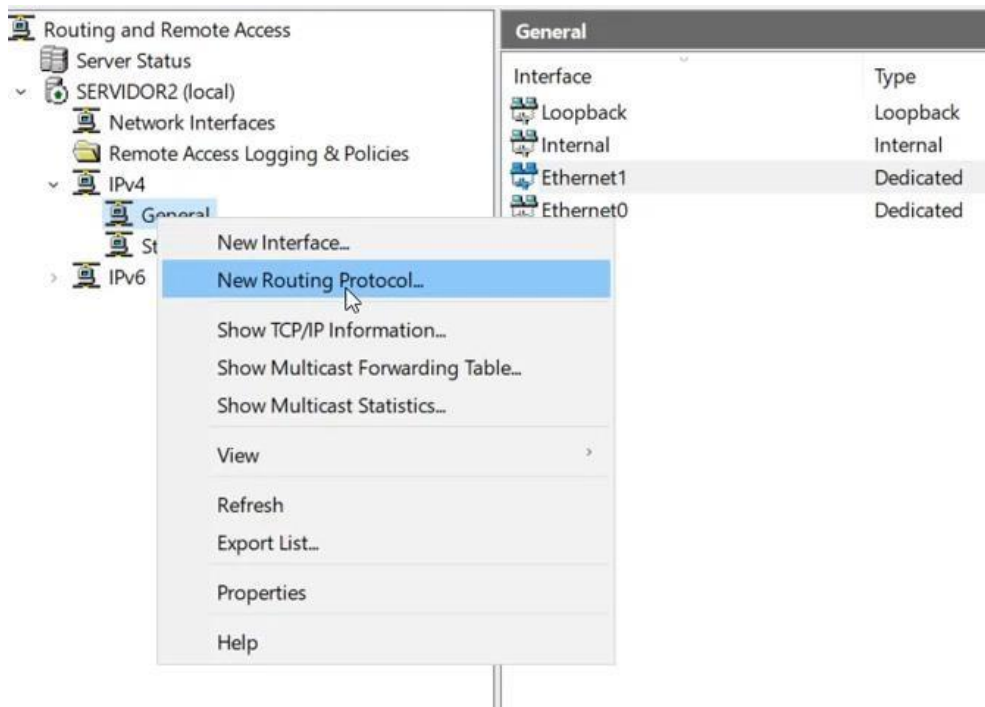 Routing and Remote Access
Server Status
SERVIDOR2 (local)
Network Interfaces
Remote Access Logging & Policies
IPv4
General
St
IPv6
New Interface...
New Routing Protocol...
Show TCP/IP Information...
Show Multicast Forwarding Table...
Show Multicast Statistics...
View
Refresh
Export List...
Properties
Help
General
Interface Type
Loopback Loopback
Internal Internal
Ethernet1 Dedicated
Ethernet0 Dedicated